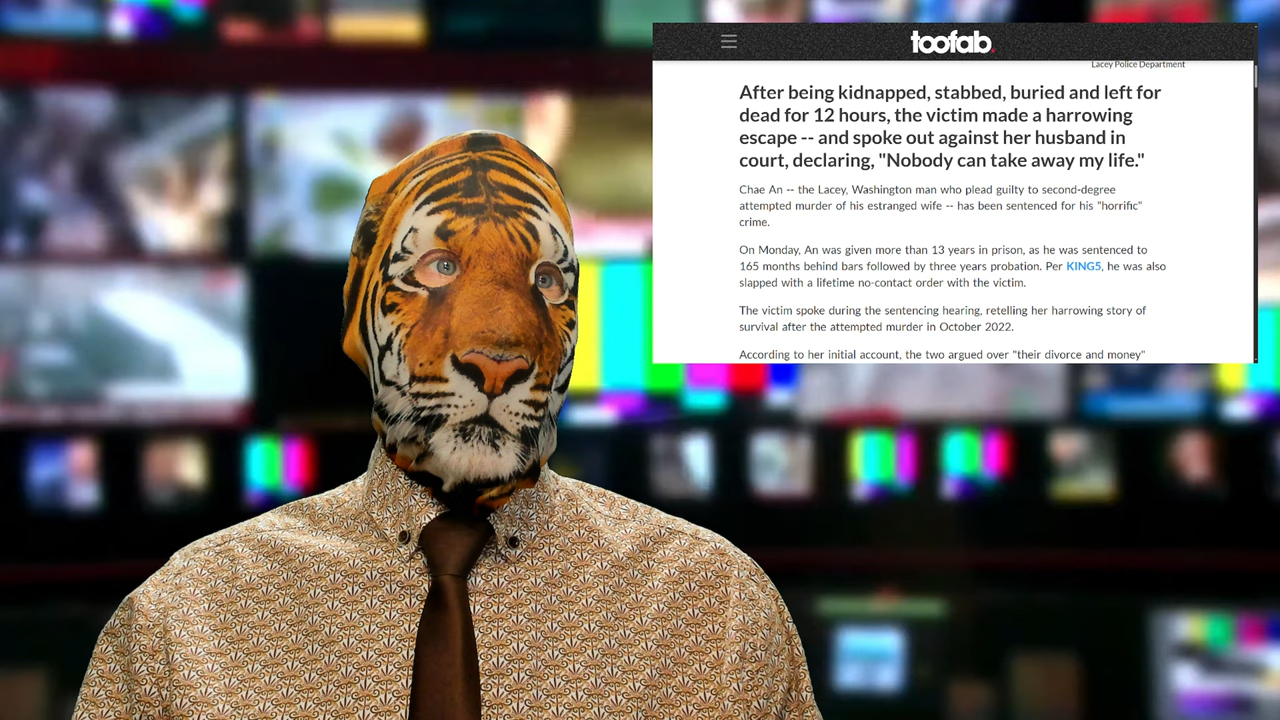 toofab.
Lacey Police Department
After being kidnapped, stabbed, buried and left for
dead for 12 hours, the victim made a harrowing
escape -- and spoke out against her husband in
court, declaring, "Nobody can take away my life."
Chae An -- the Lacey, Washington man who plead guilty to second-degree
attempted murder of his estranged wife -- has been sentenced for his "horrific"
crime.
On Monday, An was given more than 13 years in prison, as he was sentenced to
165 months behind bars followed by three years probation. Per KING5, he was also
slapped with a lifetime no-contact order with the victim.
The victim spoke during the sentencing hearing, retelling her harrowing story of
survival after the attempted murder in October 2022.
According to her initial account, the two argued over "their divorce and money"